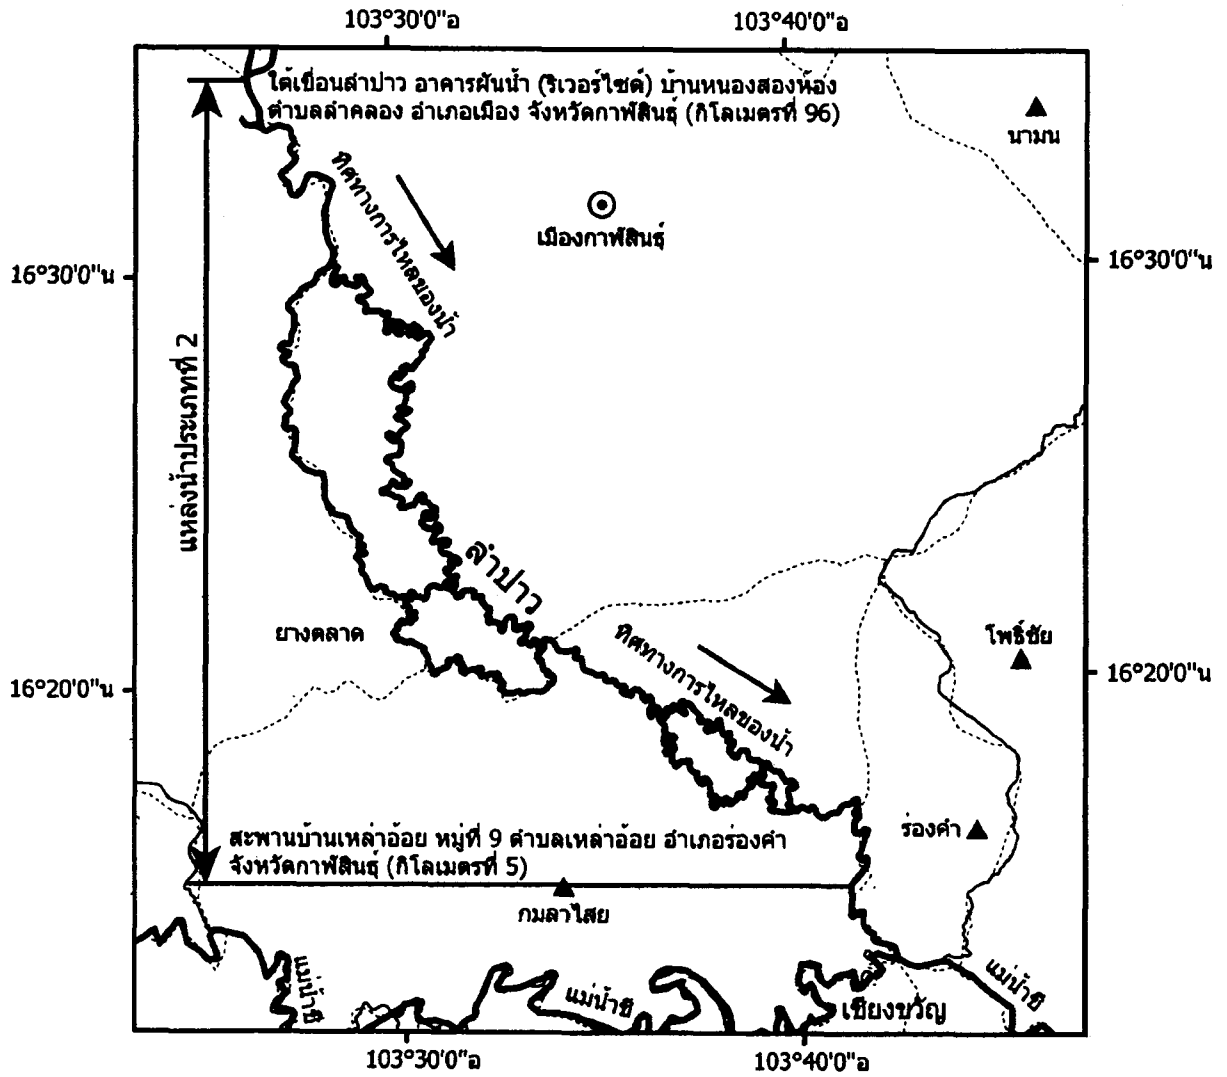 103°30'0"อ
103°40'0"อ
ใต้เขื่อนลำปาว อาคารผันน้ำ (ริเวอร์ไซด์) บ้านหนองสองห้อง
ตำบลลำคลอง อำเภอเมือง จังหวัดกาฬสินธุ์ (กิโลเมตรที่ 96)
นามน
ทิศทางการไหลของน้ำ
เมืองกาฬสินธุ์
16°30'0"น
16°30'0"น
แหล่งน้ำประเภทที่ 2
ลำปาว
ยางตลาด
ทิศทางการไหลของน้ำ
โพธิ์ชัย
16°20'0"น
16°20'0"น
ร่องคำ
สะพานบ้านเหล่าอ้อย หมู่ที่ 9 ตำบลเหล่าอ้อย อำเภอร่องคำ
จังหวัดกาฬสินธุ์ (กิโลเมตรที่ 5)
กมลาไสย
แม่น้ำชี
แม่น้ำชี
แม่น้ำชี
เชียงขวัญ
103°30'0"อ
103°40'0"อ